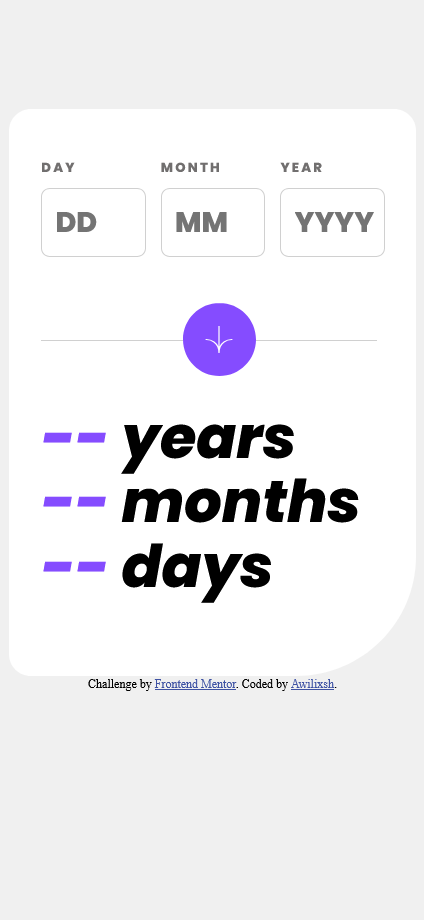 DAY MONTH YEAR
DD MM YYYY
-- years
-- months
-- days
Challenge by Frontend Mentor. Coded by Awilixsh.